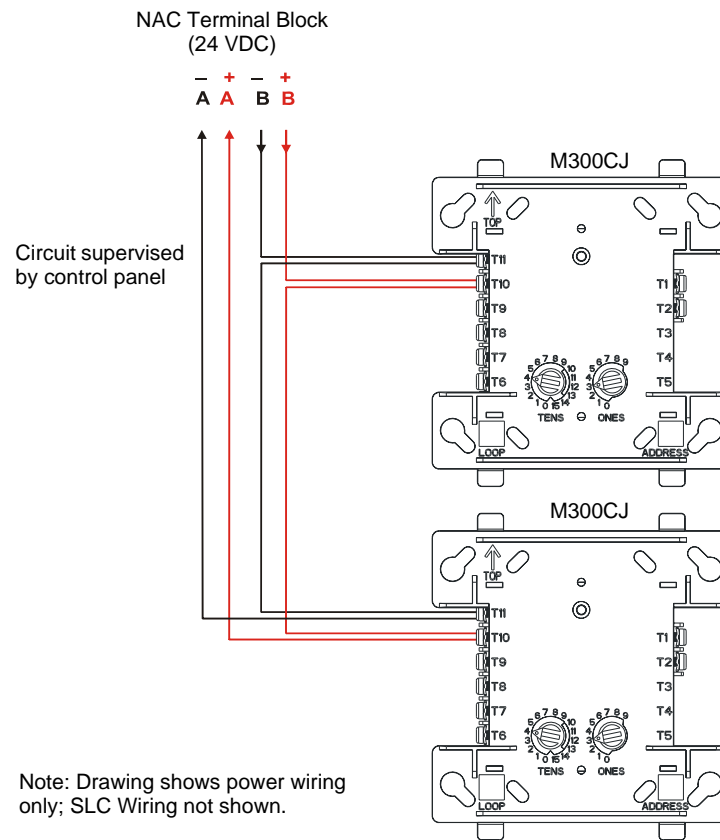 NAC Terminal Block
(24 VDC)
– + – +
A A B B
M300CJ
TOP
Circuit supervised
by control panel
T11
T10
T9
T8
T7
T6
T1
T2
T3
T4
T5
0 1 2 3 4 5 6 7 8 9 10 11 12 13 14 15
TENS
0 1 2 3 4 5 6 7 8 9
ONES
LOOP
ADDRESS
M300CJ
TOP
T11
T10
T9
T8
T7
T6
T1
T2
T3
T4
T5
0 1 2 3 4 5 6 7 8 9 10 11 12 13 14 15
TENS
0 1 2 3 4 5 6 7 8 9
ONES
LOOP
ADDRESS
Note: Drawing shows power wiring
only; SLC Wiring not shown.